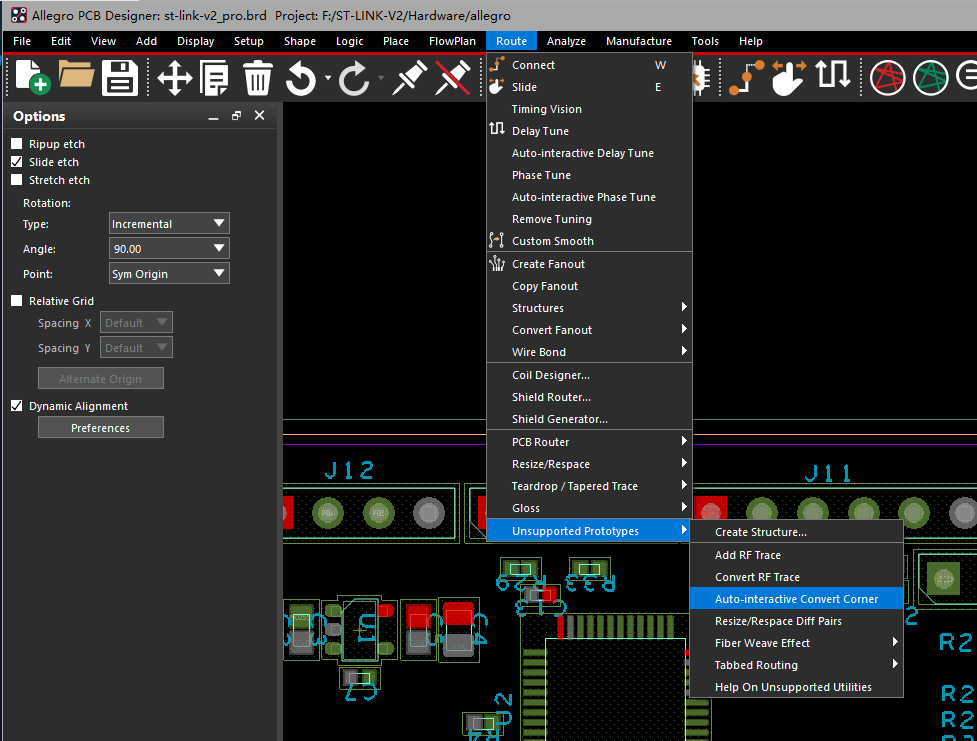 Allegro PCB Designer: st-link-v2_pro.brd Project: F:/ST-LINK-V2/Hardware/allegro
File Edit View Add Display Setup Shape Logic Place FlowPlan Route Analyze Manufacture Tools Help
Options
Ripup etch
Slide etch
Stretch etch
Rotation:
Type: Incremental
Angle: 90.00
Point: Sym Origin
Relative Grid
Spacing X Default
Spacing Y Default
Alternate Origin
Dynamic Alignment
Preferences
Connect W
Slide E
Timing Vision
Delay Tune
Auto-interactive Delay Tune
Phase Tune
Auto-interactive Phase Tune
Remove Tuning
Custom Smooth
Create Fanout
Copy Fanout
Structures
Convert Fanout
Wire Bond
Coil Designer...
Shield Router...
Shield Generator...
PCB Router
Resize/Respace
Teardrop / Tapered Trace
Gloss
Unsupported Prototypes
Create Structure...
Add RF Trace
Convert RF Trace
Auto-interactive Convert Corner
Resize/Respace Diff Pairs
Fiber Weave Effect
Tabbed Routing
Help On Unsupported Utilities
J12
J11
R29
R33
C13
U1
C4
C7
R2
R2
R2